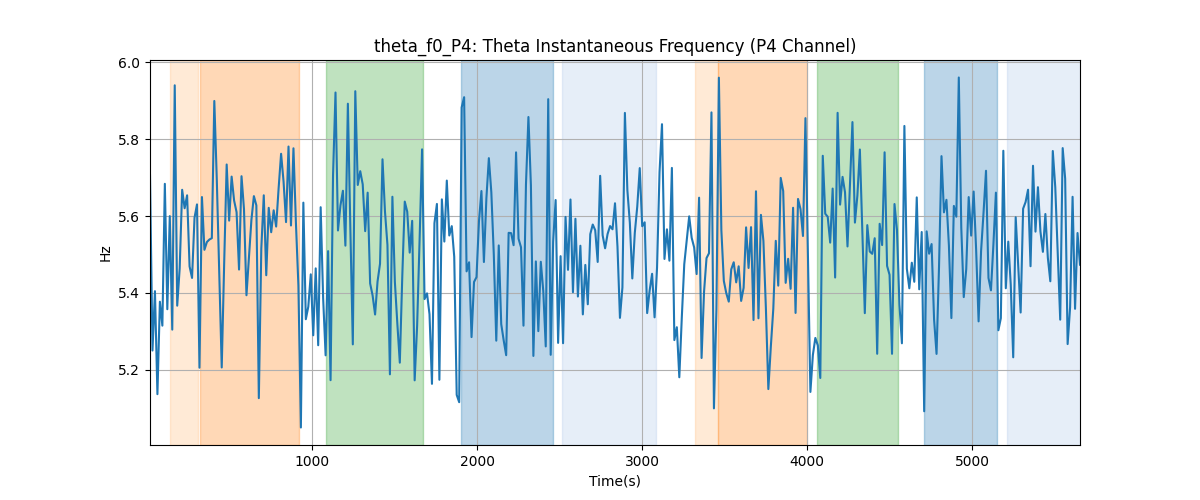 theta_f0_P4: Theta Instantaneous Frequency (P4 Channel)
6.0
5.8
5.6
5.4
5.2
Hz
1000 2000 3000 4000 5000
Time(s)